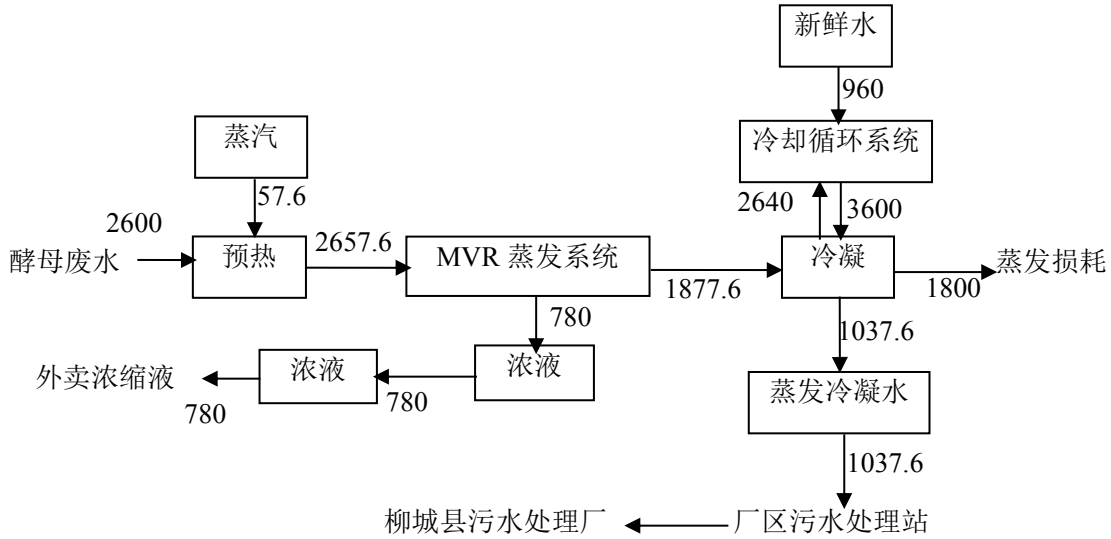 新鲜水
960
蒸汽
冷却循环系统
57.6
2640
3600
2600
酵母废水
预热
2657.6
MVR 蒸发系统
1877.6
冷凝
1800
蒸发损耗
780
1037.6
外卖浓缩液
780
浓液
780
浓液
蒸发冷凝水
1037.6
柳城县污水处理厂
厂区污水处理站